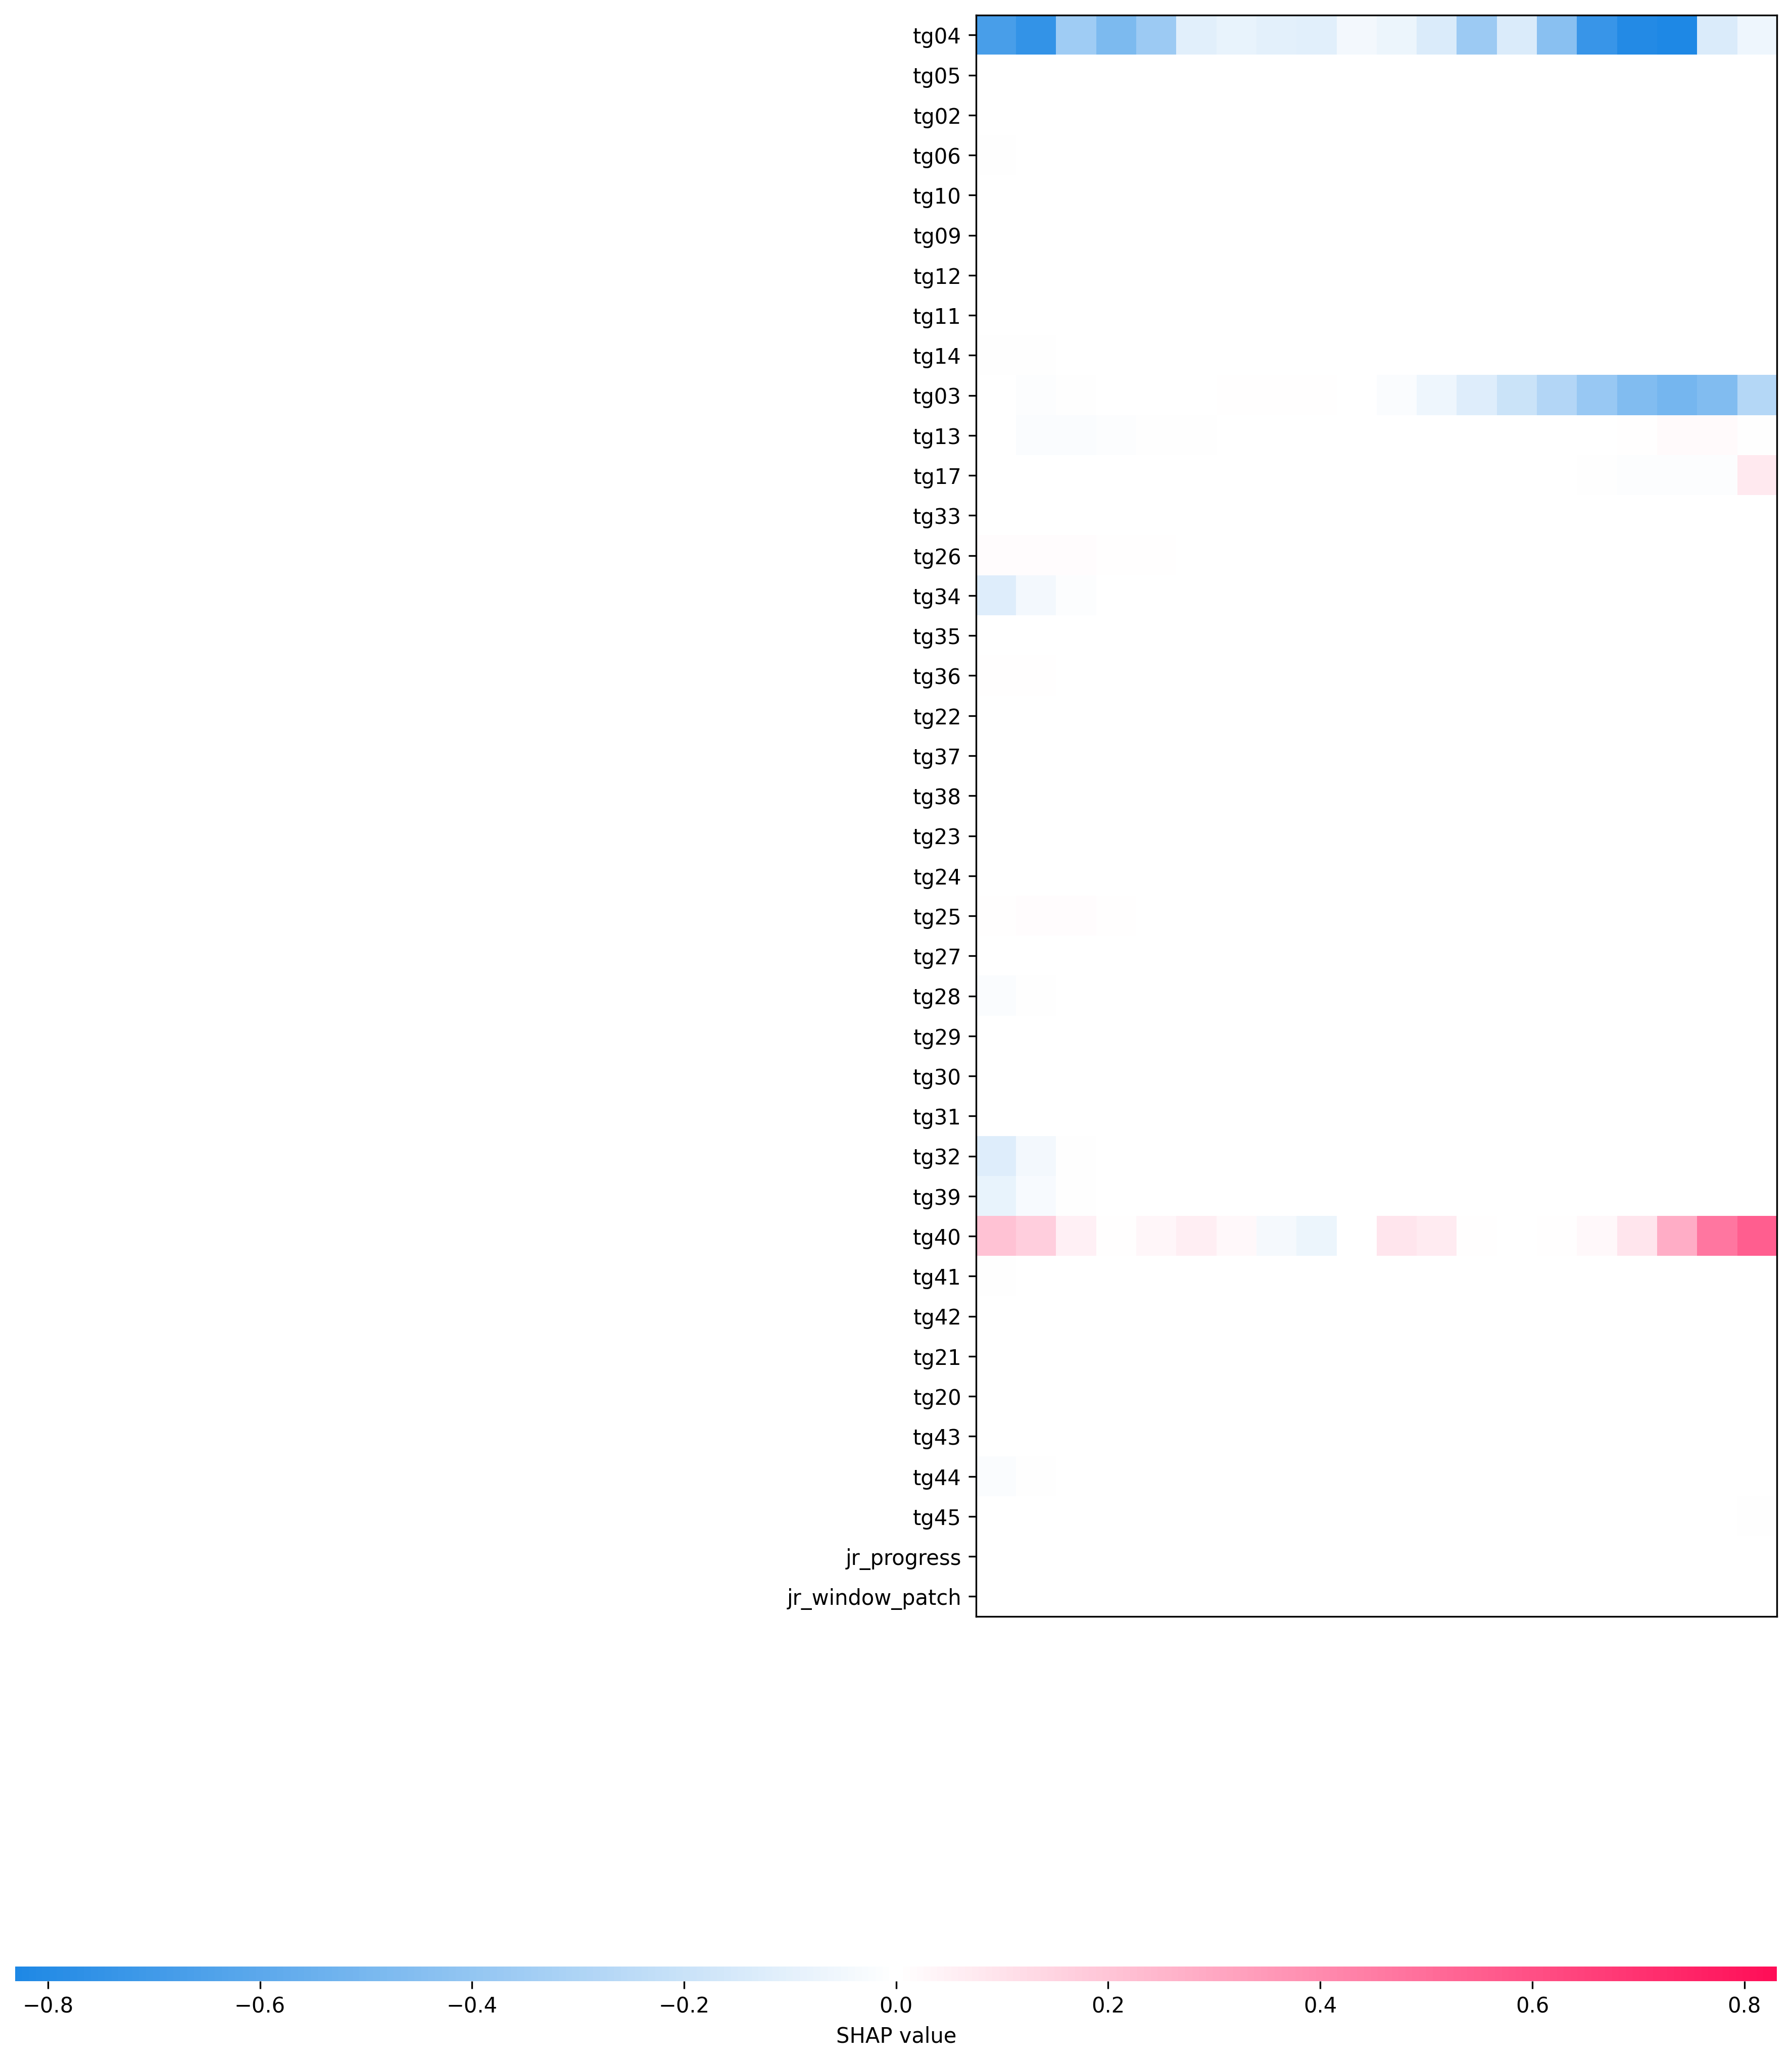 tg04
tg05
tg02
tg06
tg10
tg09
tg12
tg11
tg14
tg03
tg13
tg17
tg33
tg26
tg34
tg35
tg36
tg22
tg37
tg38
tg23
tg24
tg25
tg27
tg28
tg29
tg30
tg31
tg32
tg39
tg40
tg41
tg42
tg21
tg20
tg43
tg44
tg45
jr_progress
jr_window_patch
−0.8 −0.6 −0.4 −0.2 0.0 0.2 0.4 0.6 0.8
SHAP value